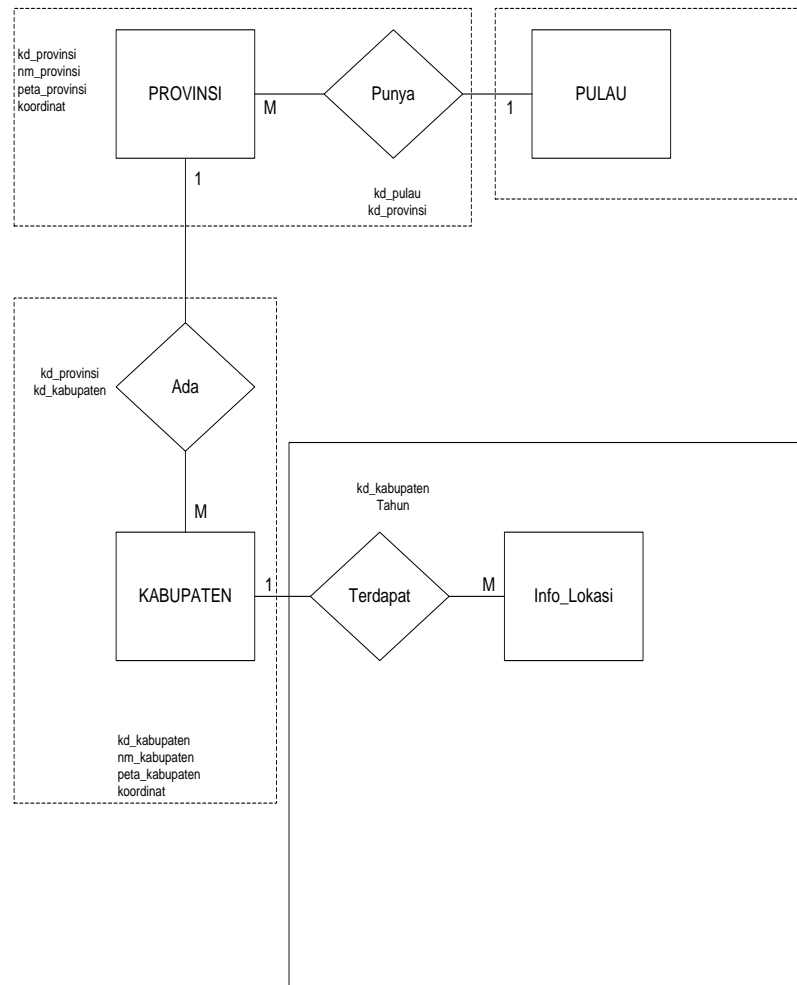 kd_provinsi
nm_provinsi
peta_provinsi
koordinat
PROVINSI
M
Punya
1
PULAU
kd_pulau
kd_provinsi
1
kd_provinsi
kd_kabupaten
Ada
M
kd_kabupaten
Tahun
KABUPATEN
1
Terdapat
M
Info_Lokasi
kd_kabupaten
nm_kabupaten
peta_kabupaten
koordinat